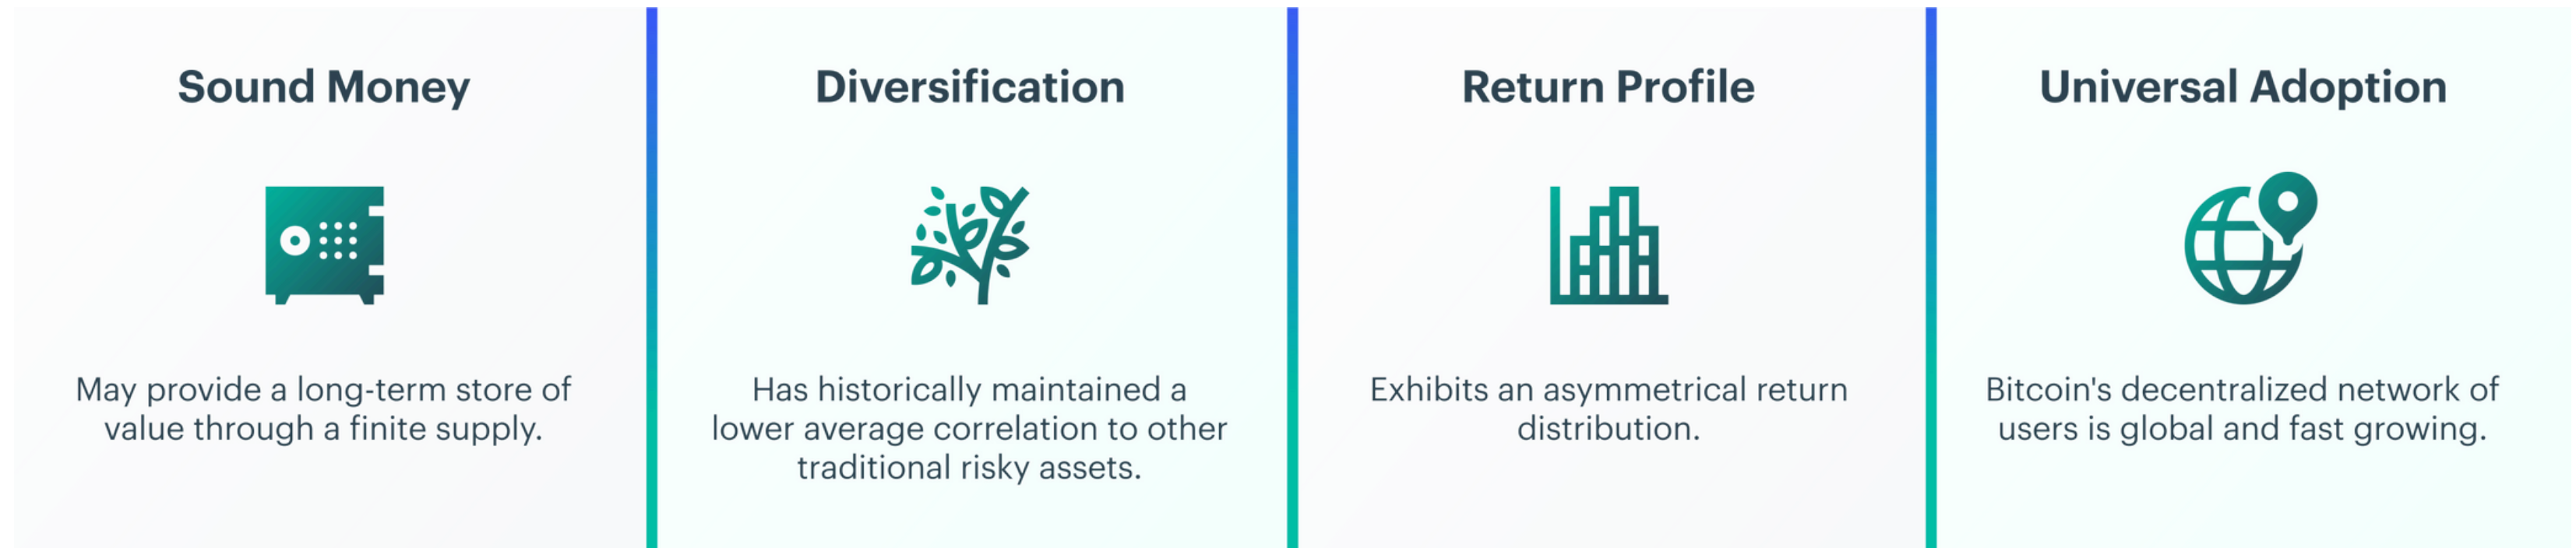 Sound Money
May provide a long-term store of
value through a finite supply.
Diversification
Has historically maintained a
lower average correlation to other
traditional risky assets.
Return Profile
Exhibits an asymmetrical return
distribution.
Universal Adoption
Bitcoin's decentralized network of
users is global and fast growing.